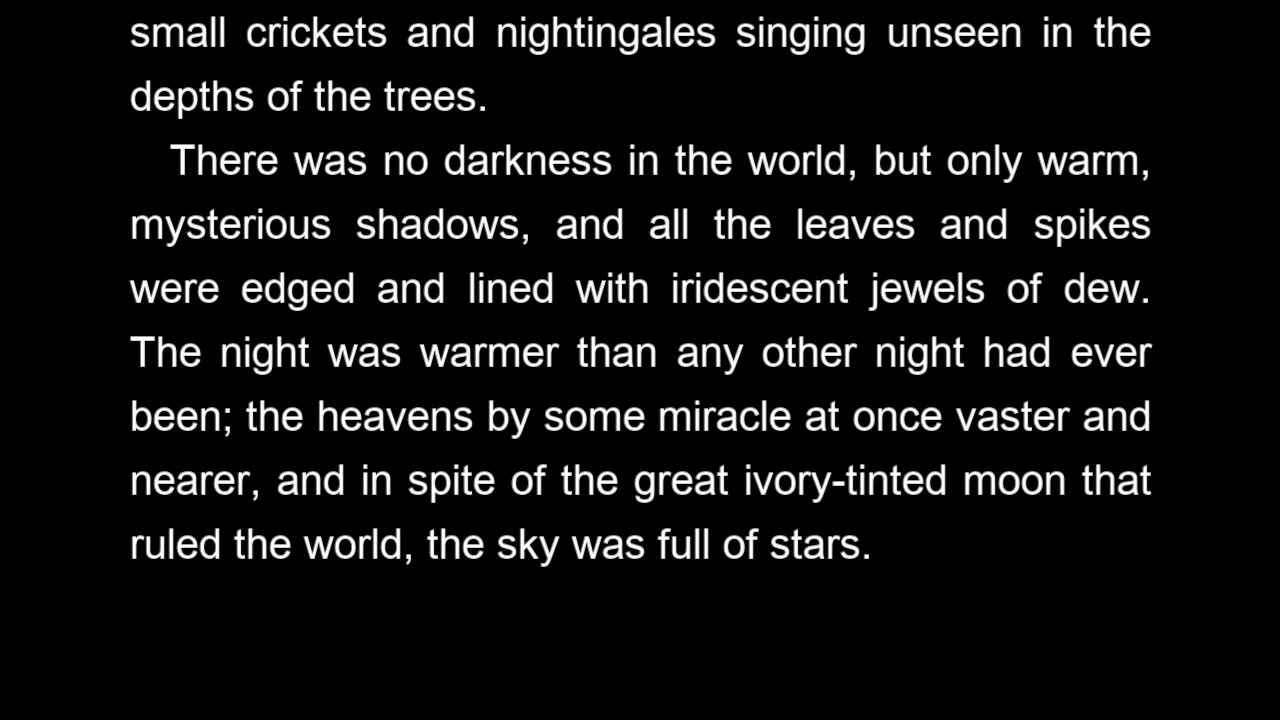 small crickets and nightingales singing unseen in the
depths of the trees.
There was no darkness in the world, but only warm,
mysterious shadows, and all the leaves and spikes
were edged and lined with iridescent jewels of dew.
The night was warmer than any other night had ever
been; the heavens by some miracle at once vaster and
nearer, and in spite of the great ivory-tinted moon that
ruled the world, the sky was full of stars.